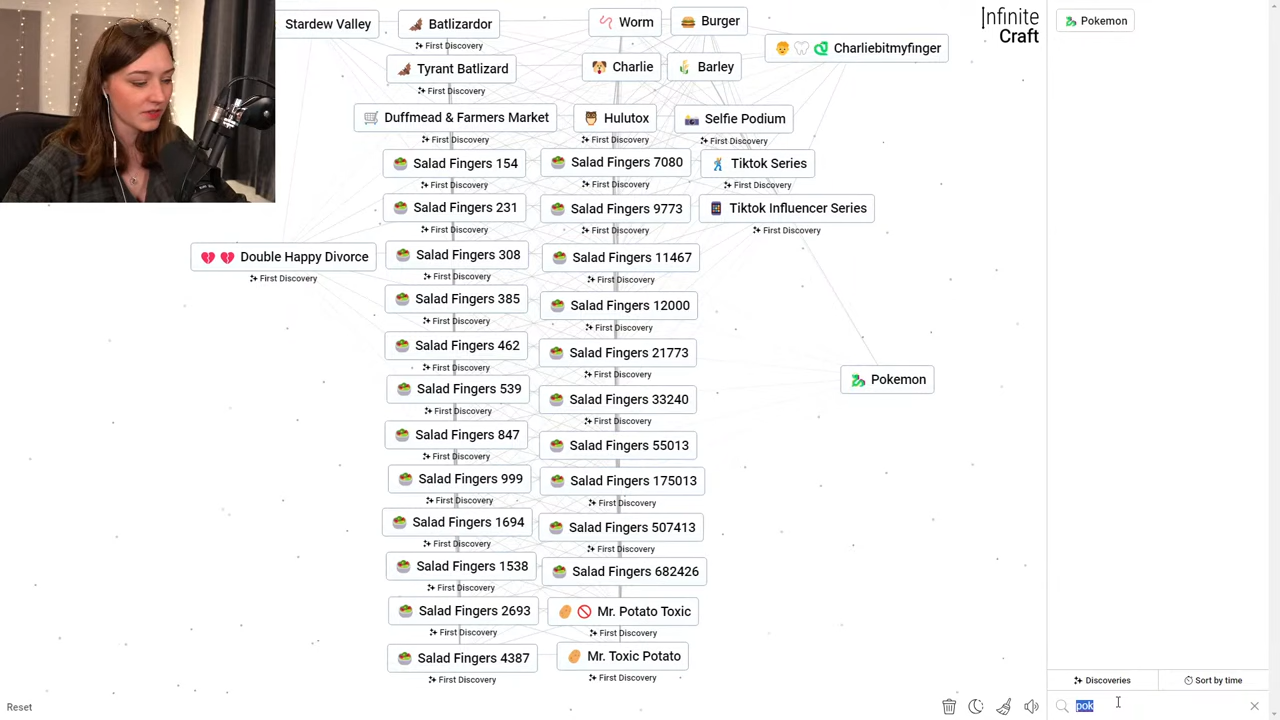 Stardew Valley
Batlizardor
First Discovery
Tyrant Batlizard
First Discovery
Worm
Burger
Charliebitmyfinger
Charlie
Barley
Infinite
Craft
Pokemon
Duffmead & Farmers Market
First Discovery
Hulutox
First Discovery
Selfie Podium
First Discovery
Salad Fingers 154
First Discovery
Salad Fingers 7080
First Discovery
Tiktok Series
First Discovery
Salad Fingers 231
First Discovery
Salad Fingers 9773
First Discovery
Tiktok Influencer Series
First Discovery
Double Happy Divorce
First Discovery
Salad Fingers 308
First Discovery
Salad Fingers 11467
First Discovery
Salad Fingers 385
First Discovery
Salad Fingers 12000
First Discovery
Salad Fingers 462
First Discovery
Salad Fingers 21773
First Discovery
Pokemon
Salad Fingers 539
First Discovery
Salad Fingers 33240
First Discovery
Salad Fingers 847
First Discovery
Salad Fingers 55013
First Discovery
Salad Fingers 999
First Discovery
Salad Fingers 175013
First Discovery
Salad Fingers 1694
First Discovery
Salad Fingers 507413
First Discovery
Salad Fingers 1538
First Discovery
Salad Fingers 682426
First Discovery
Salad Fingers 2693
First Discovery
Mr. Potato Toxic
First Discovery
Salad Fingers 4387
First Discovery
Mr. Toxic Potato
First Discovery
Discoveries
Sort by time
Reset
pok